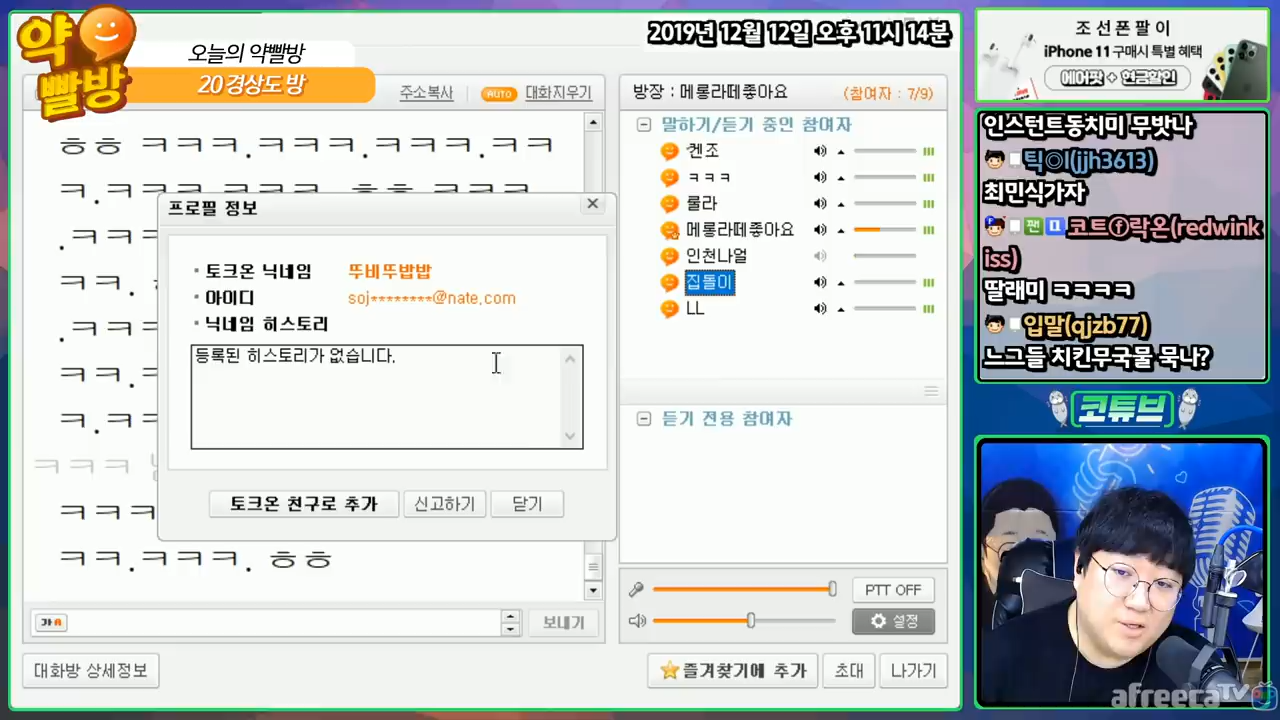 약빨방
오늘의 약빨방
20 경상도 방
2019년 12월 12일 오후 11시 14분
주소복사
AUTO 대화지우기
ㅎㅎ ㅋㅋ.ㅋㅋㅋ.ㅋㅋㅋ.ㅋㅋ
프로필 정보
토크온 닉네임 뚜비뚜밥밥
아이디 soj********@nate.com
닉네임 히스토리
등록된 히스토리가 없습니다.
토크온 친구로 추가
신고하기
닫기
ㅋㅋ.ㅋㅋㅋ. ㅎㅎ
가A
보내기
대화방 상세정보
방장 : 메롱라떼좋아요 (참여자 : 7/9)
말하기/듣기 중인 참여자
켄조
ㅋㅋㅋ
룰라
메롱라떼좋아요
인천나얼
집돌이
LL
듣기 전용 참여자
PTT OFF
설정
즐겨찾기에 추가
초대
나가기
조선폰팔이
iPhone 11 구매시 특별 혜택
에어팟 + 현금할인
인스턴트동치미 무밧나
틱◎l(jjh3613)
최민식가자
팬 코트ⓕ락온(redwink
iss)
딸래미 ㅋㅋㅋㅋ
입말(qjzb77)
느그들 치킨무국물 묵나?
코튜브
afreecaTV